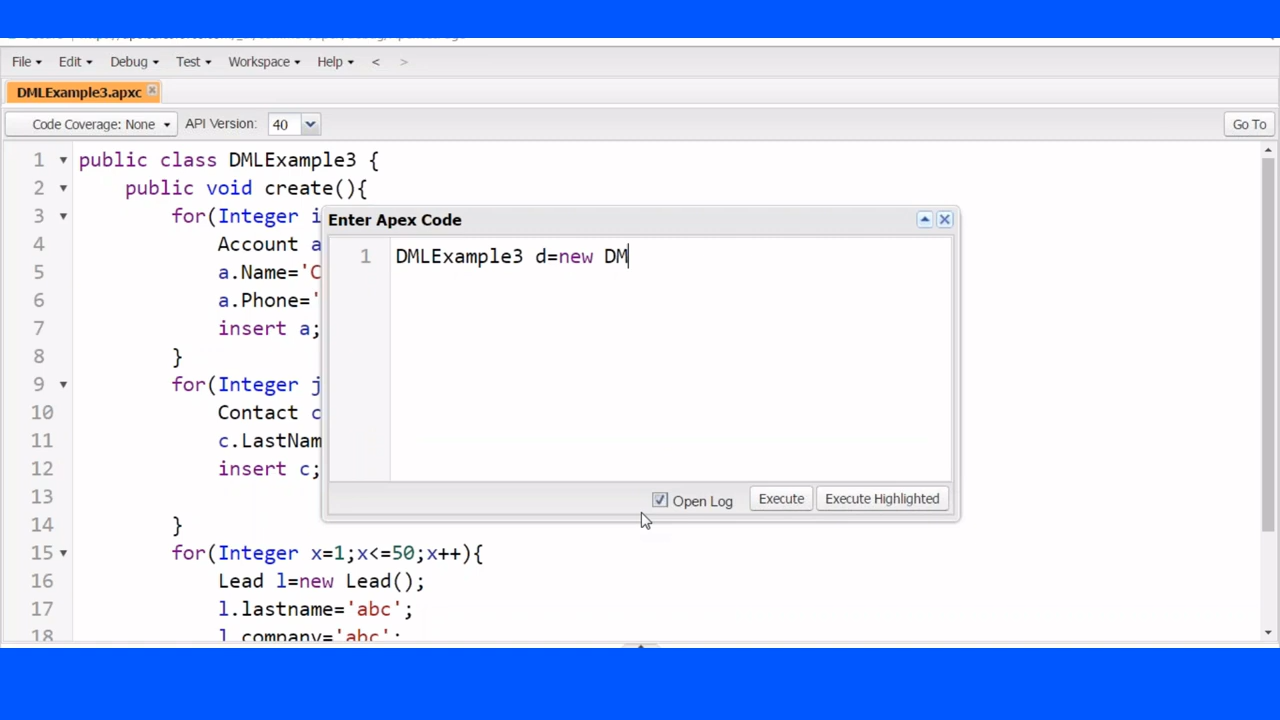 File Edit Debug Test Workspace Help < >
DMLExample3.apxc
Code Coverage: None API Version: 40 Go To
1 public class DMLExample3 {
2 public void create(){
3 for(Integer i
4 Account a
5 a.Name='C
6 a.Phone='
7 insert a;
8 }
9 for(Integer j
10 Contact c
11 c.LastNam
12 insert c;
13
14 }
15 for(Integer x=1;x<=50;x++){
16 Lead l=new Lead();
17 l.lastname='abc';
18 l.company='abc';
Enter Apex Code
1 DMLExample3 d=new DM
Open Log Execute Execute Highlighted